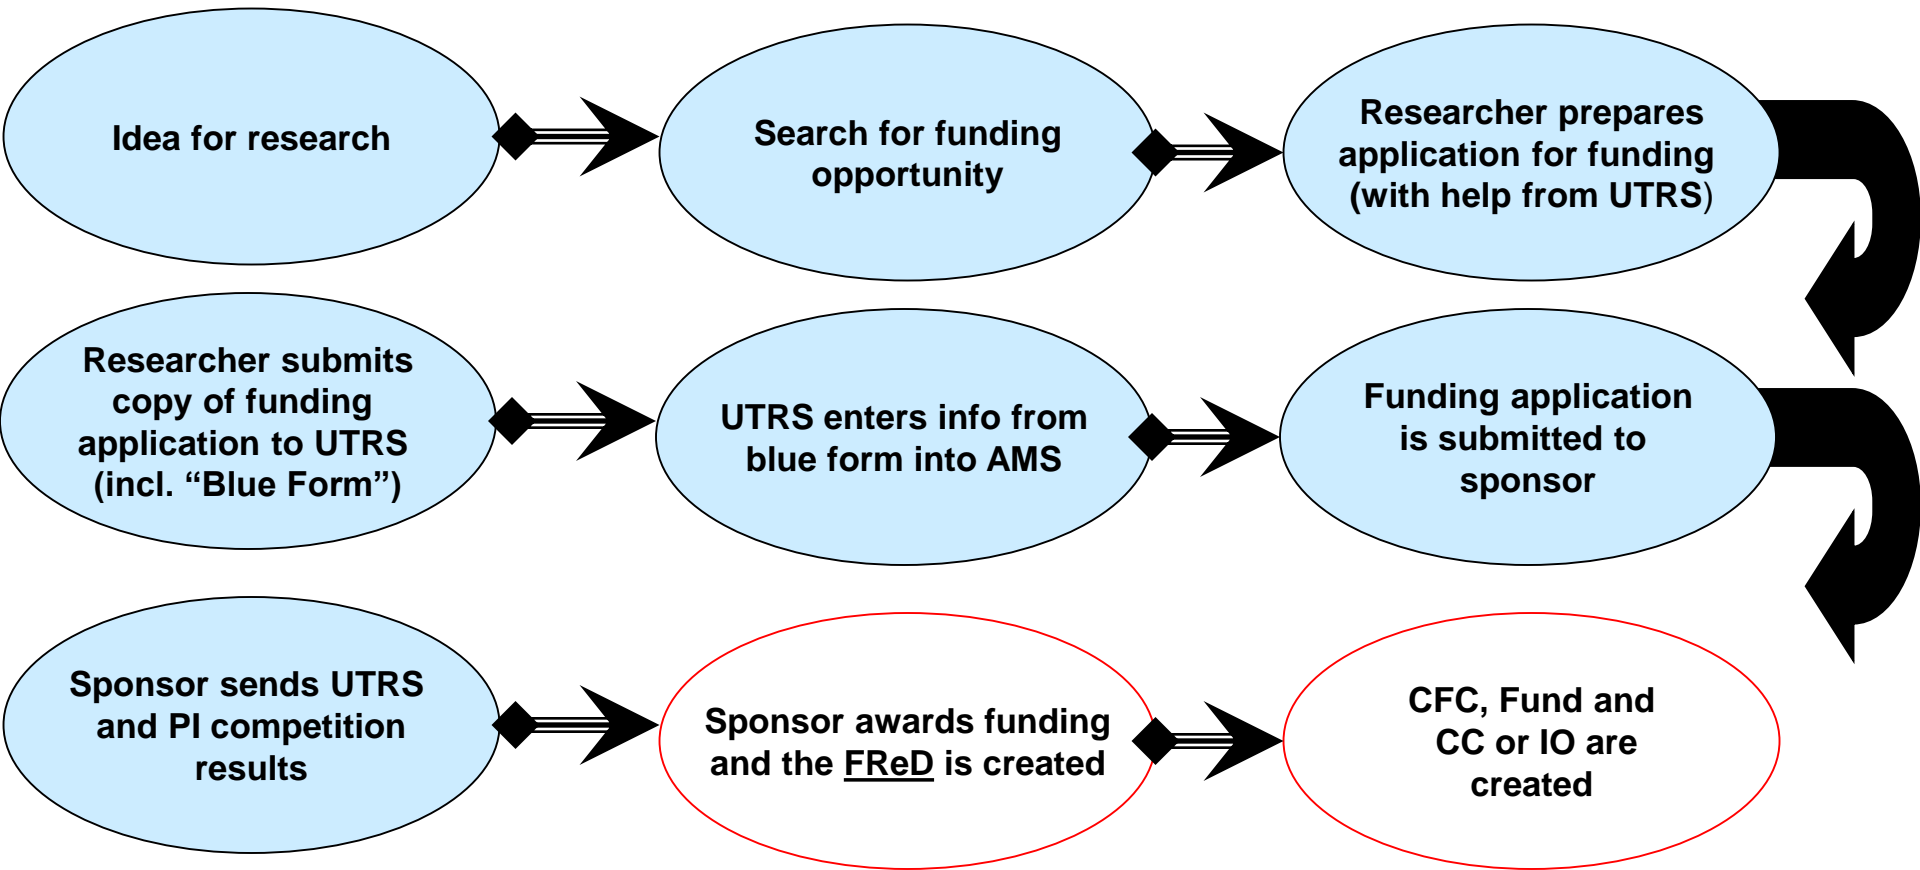 Idea for research
Search for funding
opportunity
Researcher prepares
application for funding
(with help from UTRS)
Researcher submits
copy of funding
application to UTRS
(incl. “Blue Form”)
UTRS enters info from
blue form into AMS
Funding application
is submitted to
sponsor
Sponsor sends UTRS
and PI competition
results
Sponsor awards funding
and the FReD is created
CFC, Fund and
CC or IO are
created